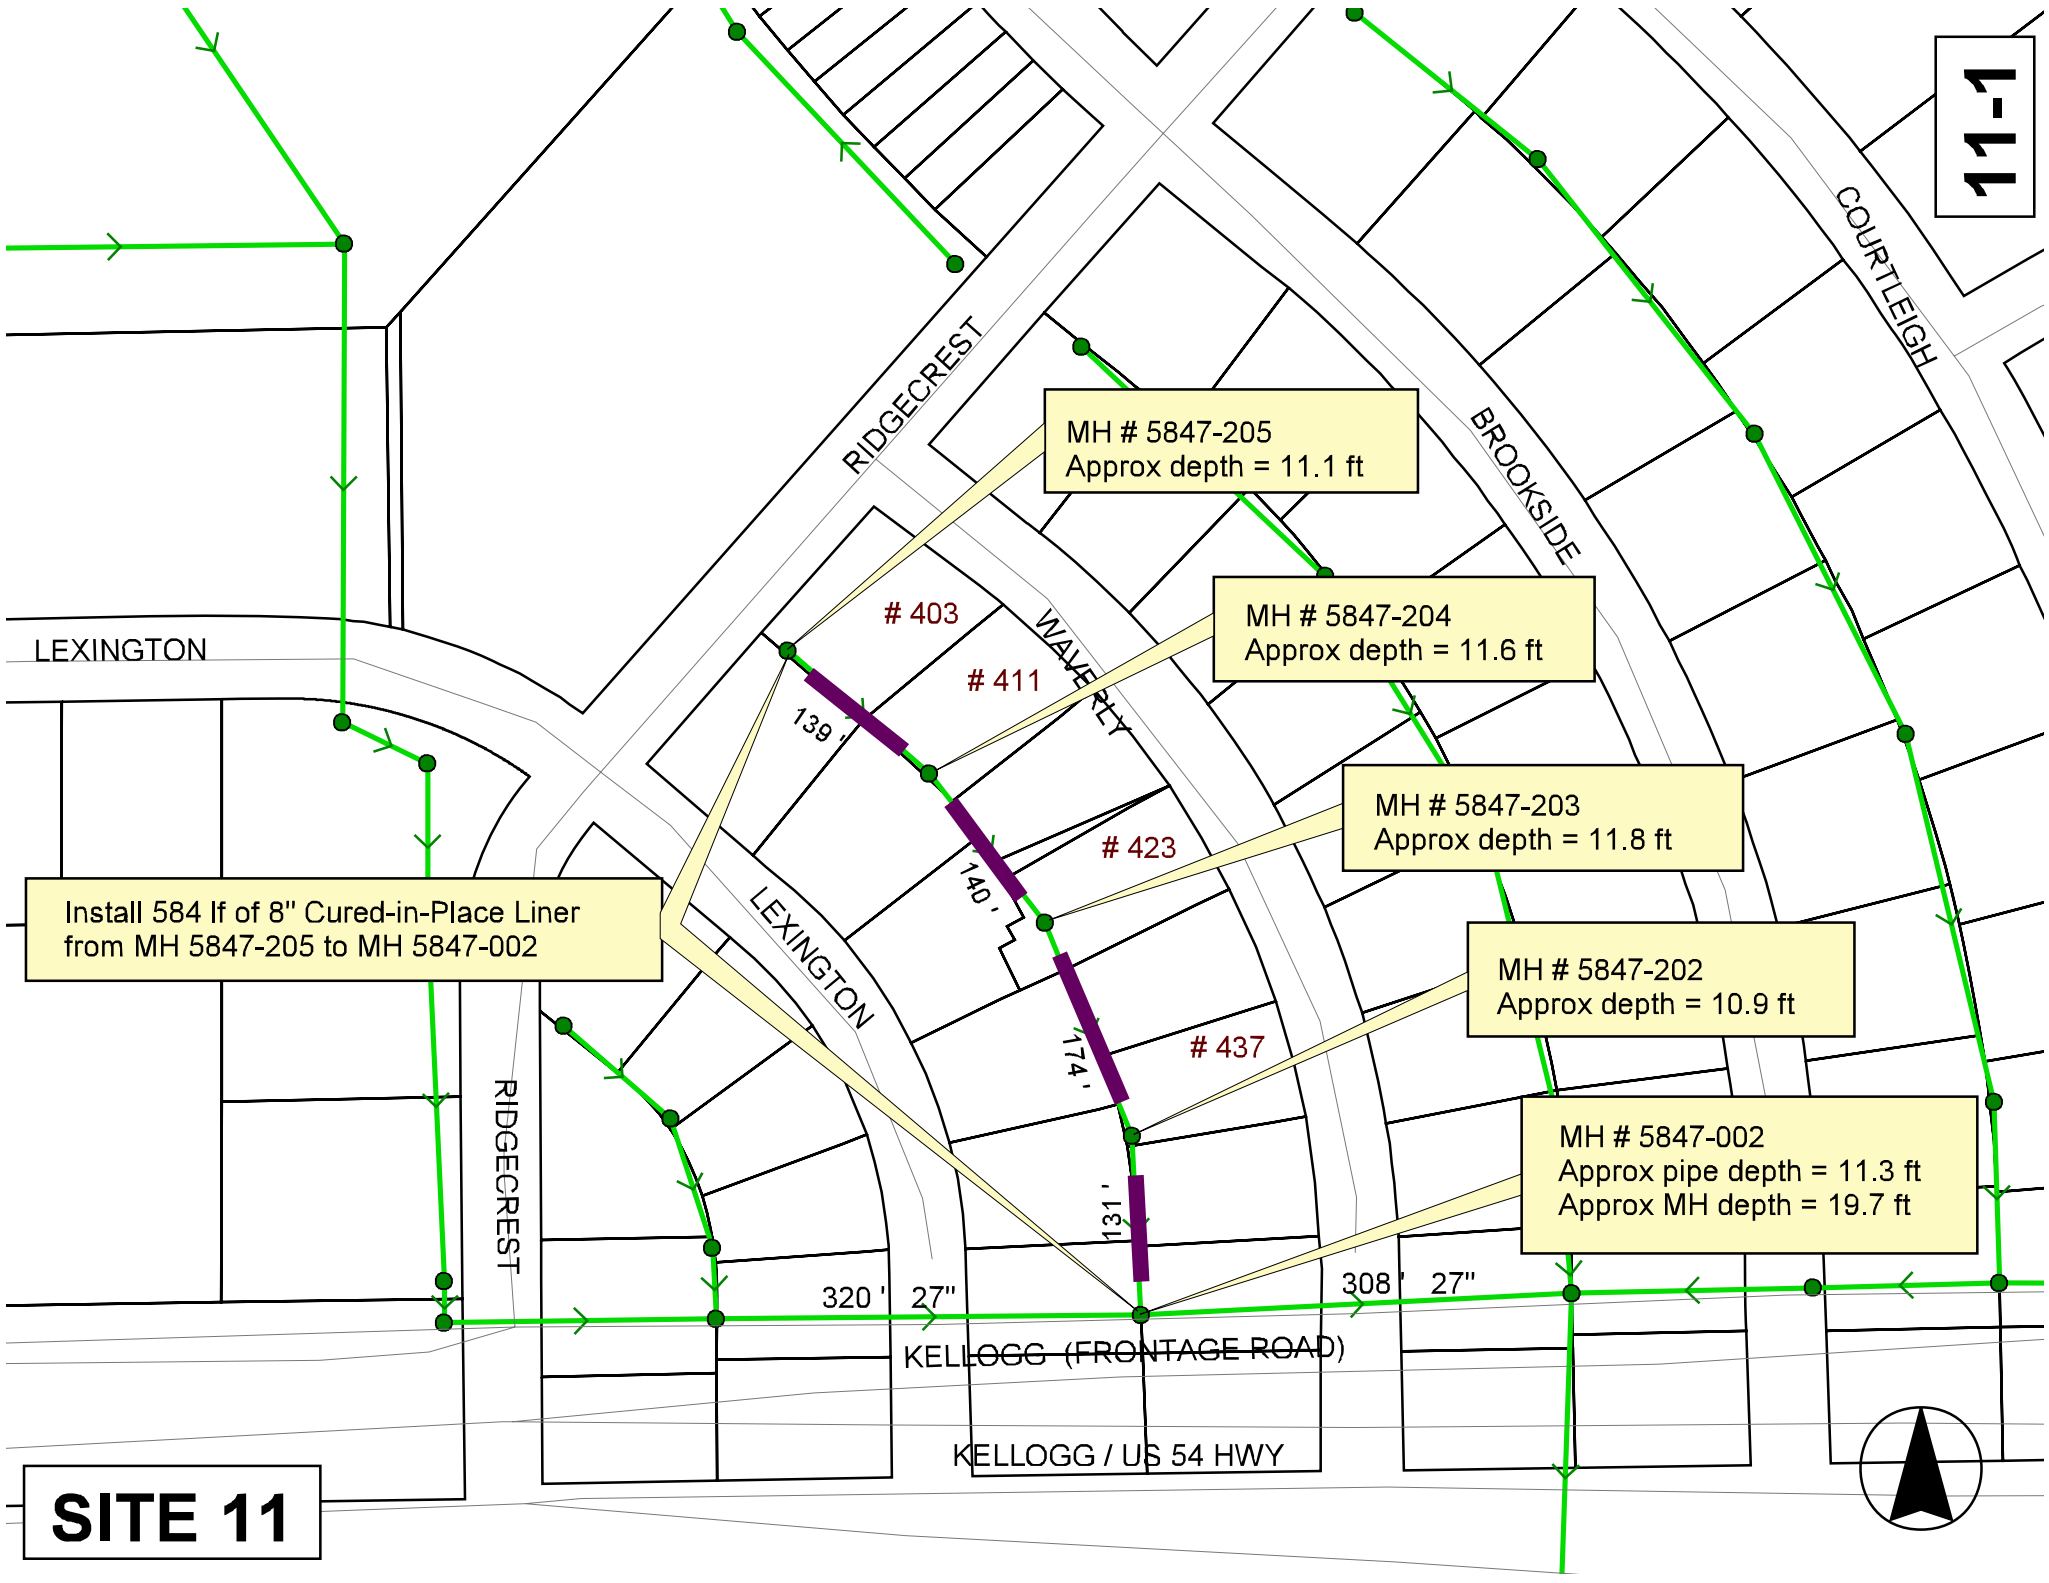 11-1
COURTLEIGH
RIDGECREST
MH # 5847-205
Approx depth = 11.1 ft
BROOKSIDE
# 403
WAVERLY
MH # 5847-204
Approx depth = 11.6 ft
LEXINGTON
# 411
139 '
MH # 5847-203
Approx depth = 11.8 ft
# 423
140 '
Install 584 lf of 8" Cured-in-Place Liner
from MH 5847-205 to MH 5847-002
LEXINGTON
MH # 5847-202
Approx depth = 10.9 ft
174 '
# 437
RIDGECREST
MH # 5847-002
Approx pipe depth = 11.3 ft
Approx MH depth = 19.7 ft
131 '
320 ' 27"
308 ' 27"
KELLOGG (FRONTAGE ROAD)
KELLOGG / US 54 HWY
SITE 11